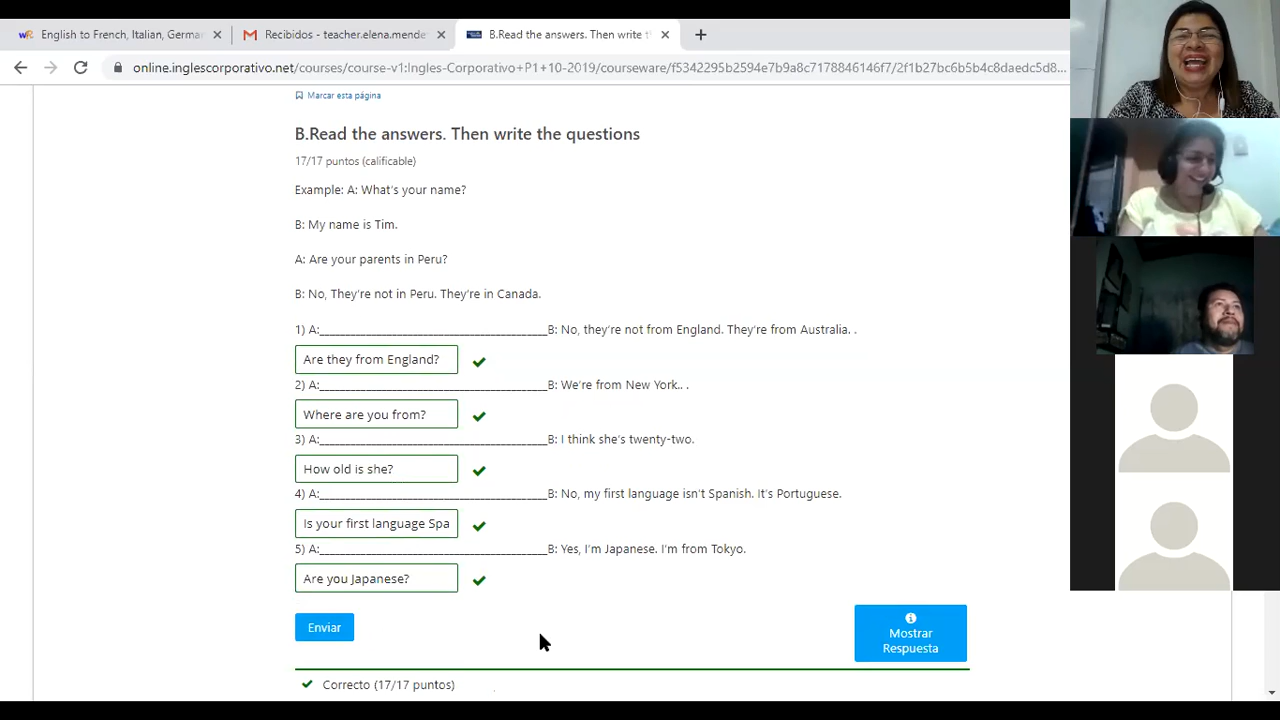 English to French, Italian, Germa
Recibidos - teacher.elena.mende
B.Read the answers. Then write t
online.inglescorporativo.net/courses/course-v1:Ingles-Corporativo+P1+10-2019/courseware/f5342295b2594e7b9a8c7178846146f7/2f1b27bc6b5b4c8daedc5d8...
Marcar esta página
B.Read the answers. Then write the questions
17/17 puntos (calificable)
Example: A: What's your name?
B: My name is Tim.
A: Are your parents in Peru?
B: No, They're not in Peru. They're in Canada.
1) A:___________________________________________B: No, they're not from England. They're from Australia. .
Are they from England?
2) A:___________________________________________B: We're from New York.. .
Where are you from?
3) A:___________________________________________B: I think she's twenty-two.
How old is she?
4) A:___________________________________________B: No, my first language isn't Spanish. It's Portuguese.
Is your first language Spa
5) A:___________________________________________B: Yes, I'm Japanese. I'm from Tokyo.
Are you Japanese?
Enviar
Mostrar
Respuesta
Correcto (17/17 puntos)